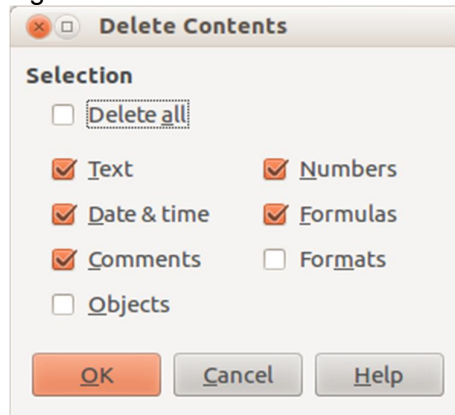 Delete Contents
Selection
Delete all
Text Numbers
Date & time Formulas
Comments Formats
Objects
OK Cancel Help